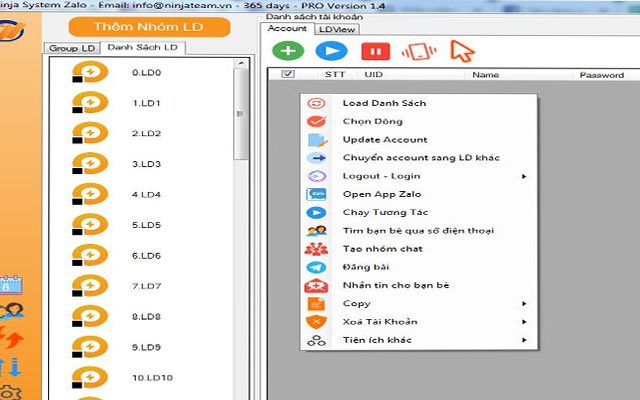 inja System Zalo - Email: info@ninjateam.vn - 365 days - PRO Version 1.4
Thêm Nhóm LD
Group LD
Danh Sách LD
0.LD0
1.LD1
2.LD2
3.LD3
4.LD4
5.LD5
6.LD6
7.LD7
8.LD8
9.LD9
10.LD10
Danh sách tài khoản
Account
LDView
STT UID Name Password
Load Danh Sách
Chọn Dòng
Update Account
Chuyển account sang LD khác
Logout - Login
Open App Zalo
Chạy Tương Tác
Tìm bạn bè qua số điện thoại
Tạo nhóm chat
Đăng bài
Nhắn tin cho bạn bè
Copy
Xoá Tài Khoản
Tiện ích khác
8